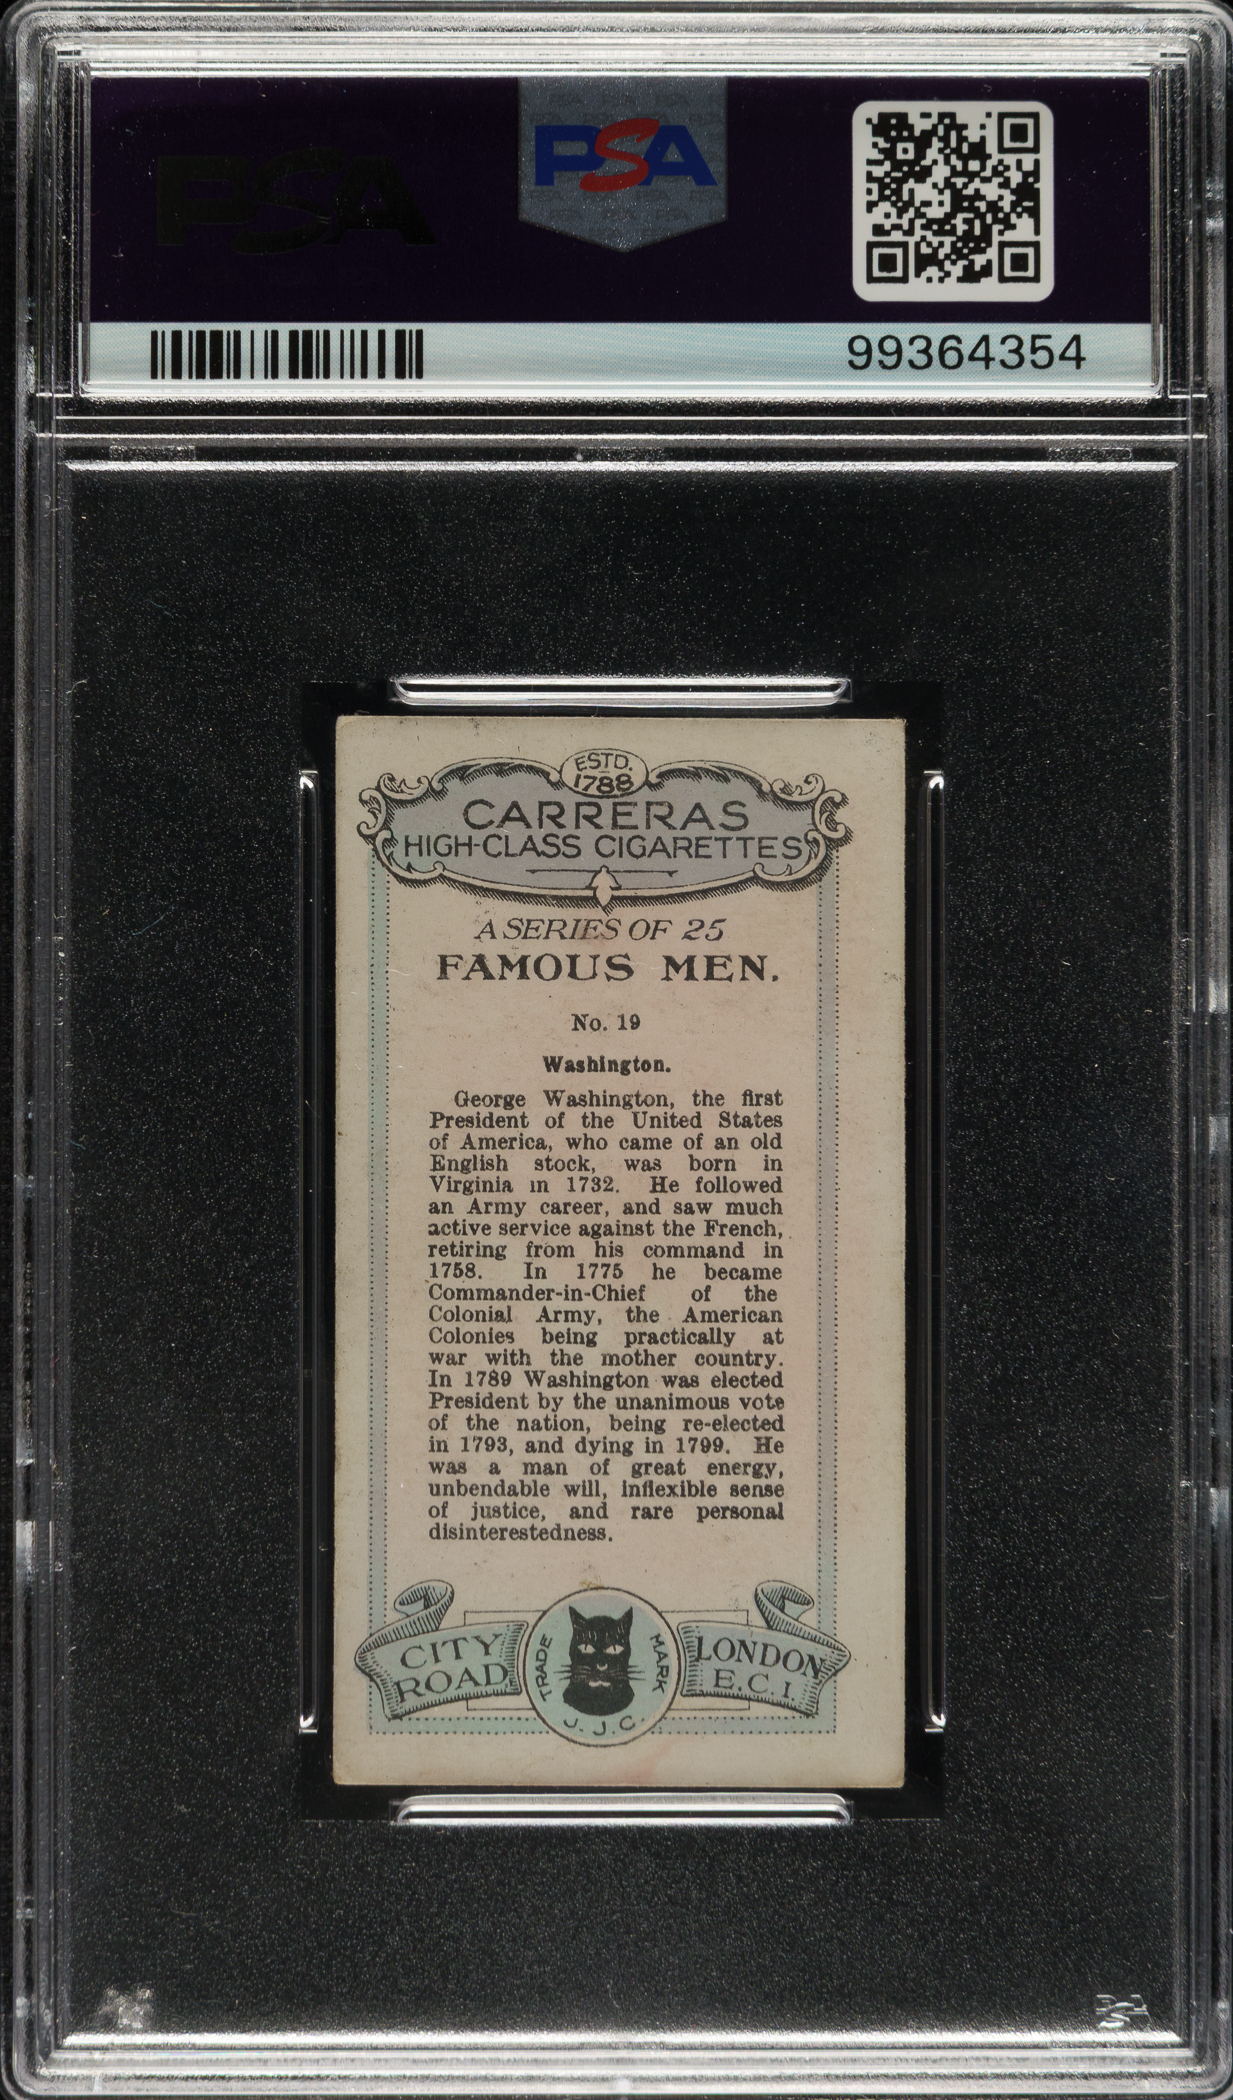 PSA
PSA
99364354
ESTD.
1788
CARRERAS
HIGH-CLASS CIGARETTES
A SERIES OF 25
FAMOUS MEN.
No. 19
Washington.
George Washington, the first
President of the United States
of America, who came of an old
English stock, was born in
Virginia in 1732. He followed
an Army career, and saw much
active service against the French,
retiring from his command in
1758. In 1775 he became
Commander-in-Chief of the
Colonial Army, the American
Colonies being practically at
war with the mother country.
In 1789 Washington was elected
President by the unanimous vote
of the nation, being re-elected
in 1793, and dying in 1799. He
was a man of great energy,
unbendable will, inflexible sense
of justice, and rare personal
disinterestedness.
CITY
ROAD
TRADE
MARK
J.J.C.
LONDON
E.C.1.
PSA